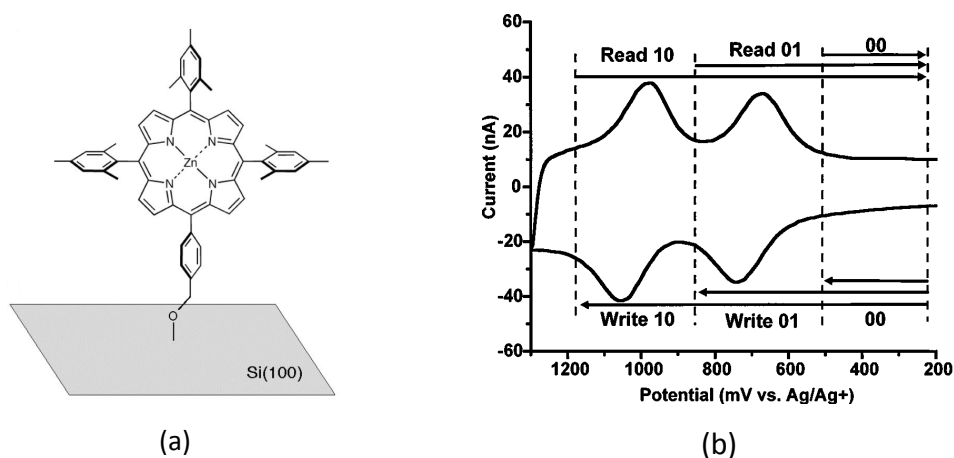 Zn
N
N
N
N
O
Si(100)
(a)
(b)
Current (nA)
60
40
20
0
-20
-40
-60
Read 10
Read 01
00
Write 10
Write 01
00
1200
1000
800
600
400
200
Potential (mV vs. Ag/Ag+)